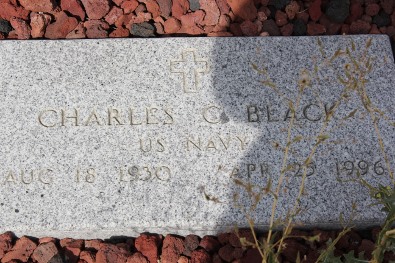 CHARLES C. BLACK
US NAVY
AUG 18 1930 APR 25 1996